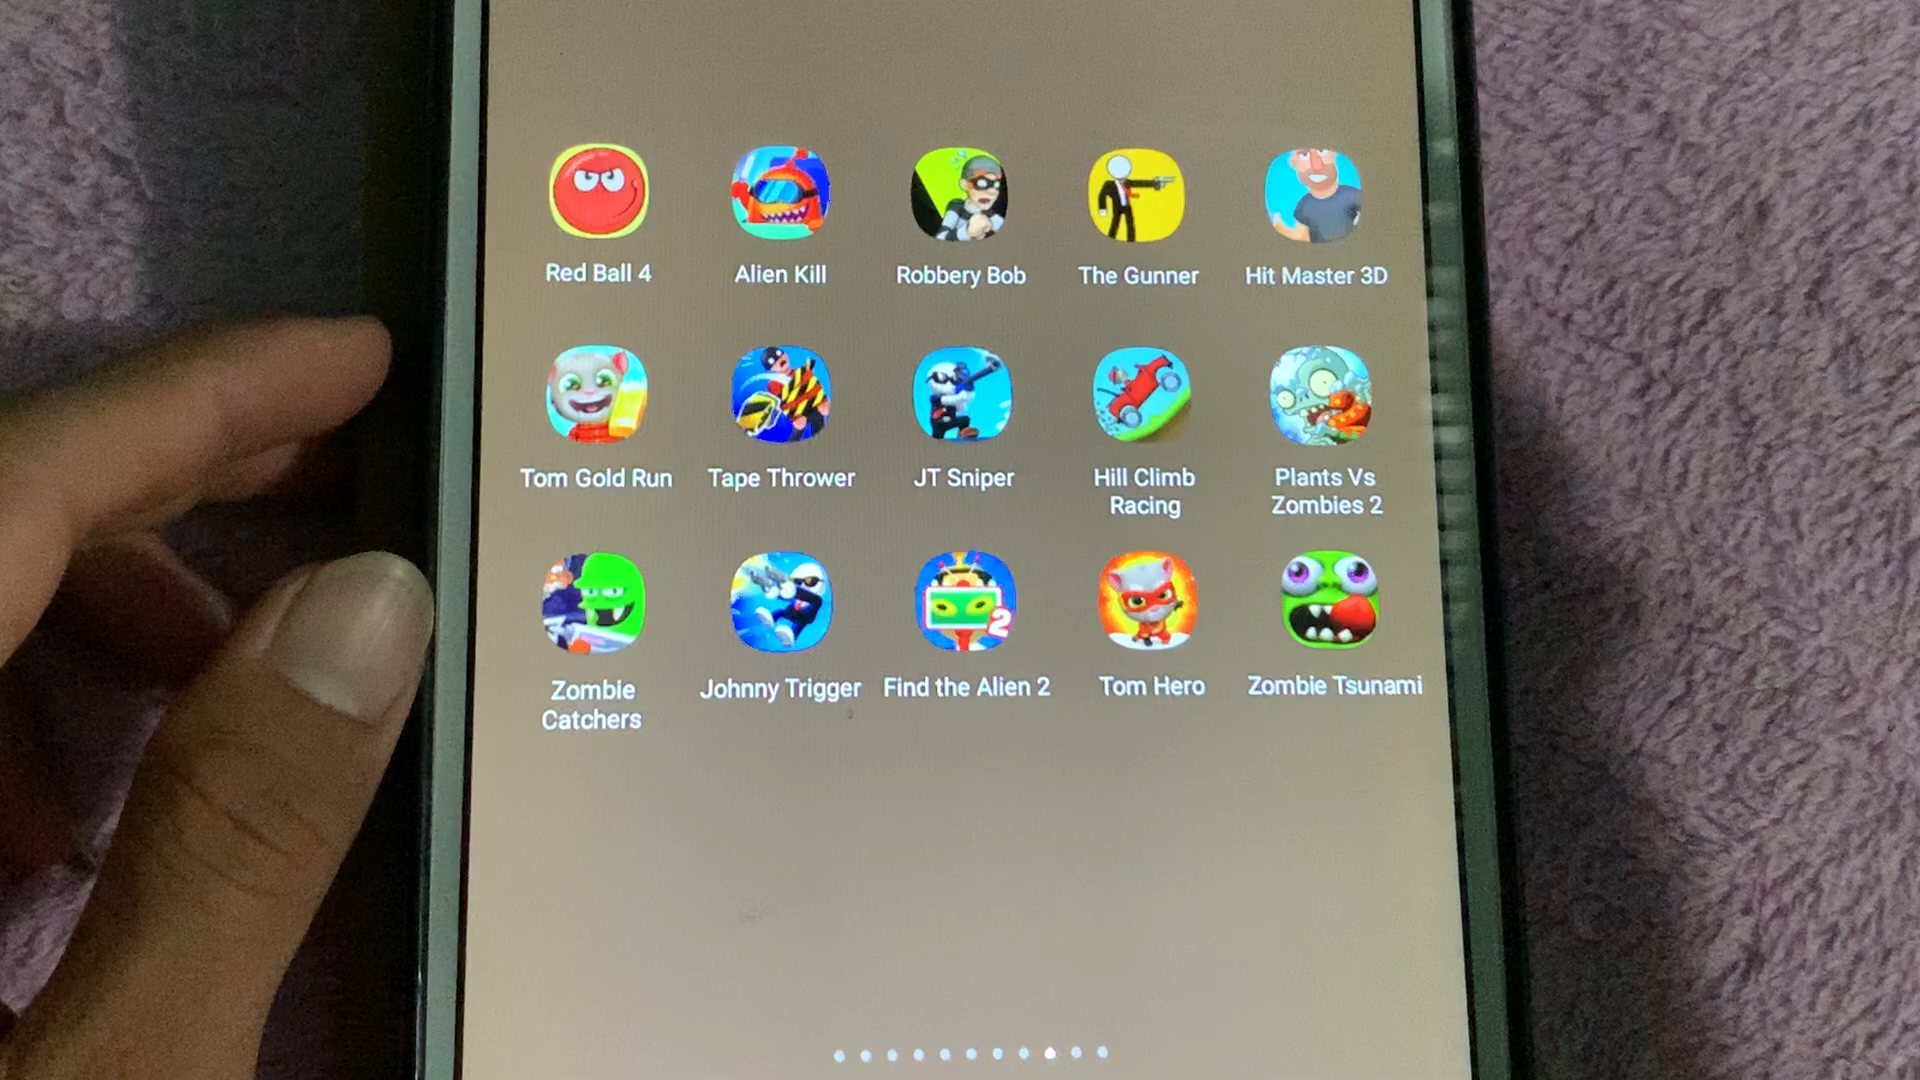 Red Ball 4
Alien Kill
Robbery Bob
The Gunner
Hit Master 3D
Tom Gold Run
Tape Thrower
JT Sniper
Hill Climb
Racing
Plants Vs
Zombies 2
Zombie
Catchers
Johnny Trigger
2
Find the Alien 2
Tom Hero
Zombie Tsunami